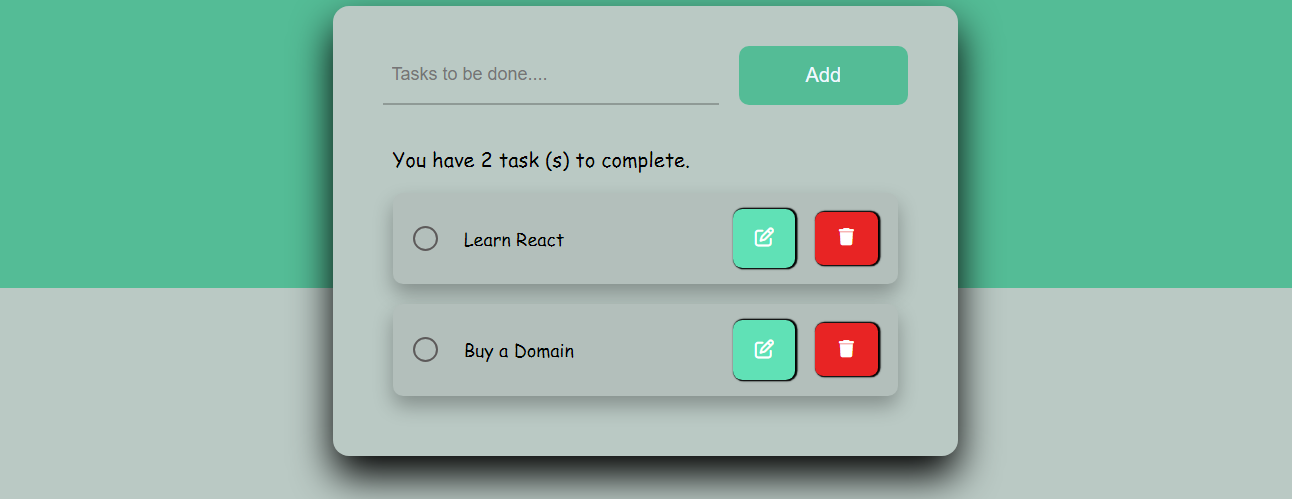 Tasks to be done....
Add
You have 2 task (s) to complete.
Learn React
Buy a Domain